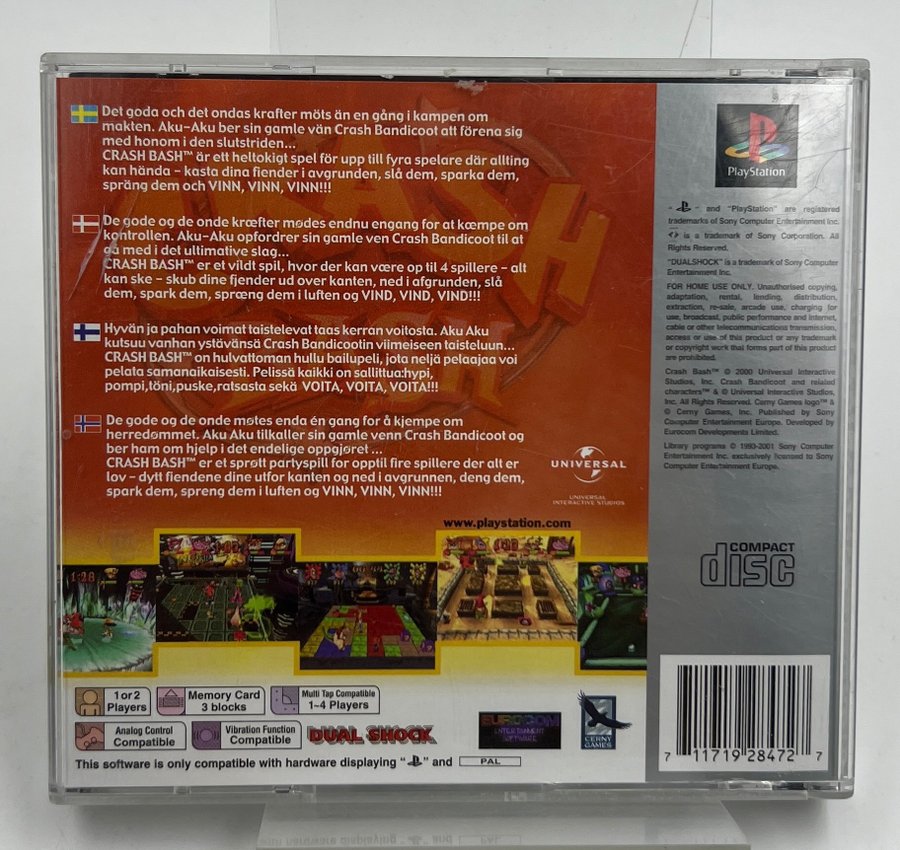 Det goda och det ondas krafter möts än en gång i kampen om
makten. Aku-Aku ber sin gamle vän Crash Bandicoot att förena sig
med honom i den slutstriden...
CRASH BASH™ är ett heltokigt spel för upp till fyra spelare där allting
kan hända – kasta dina fiender i avgrunden, slå dem, sparka dem,
spräng dem och VINN, VINN, VINN!!!
De gode og de onde kræfter mødes endnu engang for at kæmpe om
kontrollen. Aku-Aku opfordrer sin gamle ven Crash Bandicoot til at
gå med i det ultimative slag...
CRASH BASH™ er et vildt spil, hvor der kan være op til 4 spillere – alt
kan ske – skub dine fjender ud over kanten, ned i afgrunden, slå
dem, spark dem, spræng dem i luften og VIND, VIND, VIND!!!
Hyvän ja pahan voimat taistelevat taas kerran voitosta. Aku Aku
kutsuu vanhan ystävänsä Crash Bandicootin viimeiseen taisteluun...
CRASH BASH™ on hulvattoman hullu bailupeli, jota neljä pelaajaa voi
pelata samanaikaisesti. Pelissä kaikki on sallittua:hypi,
pompi,töni,puske,ratsasta sekä VOITA, VOITA, VOITA!!!
De gode og de onde møtes enda én gang for å kjempe om
herredømmet. Aku Aku tilkaller sin gamle venn Crash Bandicoot og
ber ham om hjelp i det endelige oppgjøret ...
CRASH BASH™ er et sprøtt partyspill for opptil fire spillere der alt er
lov – dytt fiendene dine utfor kanten og ned i avgrunnen, deng dem,
spark dem, spreng dem i luften og VINN, VINN, VINN!!!
UNIVERSAL
UNIVERSAL
INTERACTIVE STUDIOS
www.playstation.com
1:28
1 or 2
Players
Memory Card
3 blocks
Multi Tap Compatible
1~4 Players
Analog Control
Compatible
Vibration Function
Compatible
DUAL SHOCK
EUROCOM
ENTERTAINMENT
SOFTWARE
CERNY
GAMES
This software is only compatible with hardware displaying " " and PAL
PlayStation
" " and "PlayStation" are registered
trademarks of Sony Computer Entertainment Inc.
is a trademark of Sony Corporation. All
Rights Reserved.
"DUALSHOCK" is a trademark of Sony Computer
Entertainment Inc.
FOR HOME USE ONLY. Unauthorised copying,
adaptation, rental, lending, distribution,
extraction, re-sale, arcade use, charging for
use, broadcast, public performance and internet,
cable or other telecommunications transmission,
access or use of this product or any trademark
or copyright work that forms part of this product
are prohibited.
Crash Bash™ © 2000 Universal Interactive
Studios, Inc. Crash Bandicoot and related
characters™ & © Universal Interactive Studios,
Inc. All Rights Reserved. Cerny Games logo™ &
© Cerny Games, Inc. Published by Sony
Computer Entertainment Europe. Developed by
Eurocom Developments Limited.
Library programs © 1993-2001 Sony Computer
Entertainment Inc. exclusively licensed to Sony
Computer Entertainment Europe.
COMPACT
disc
7 11719 28472 7